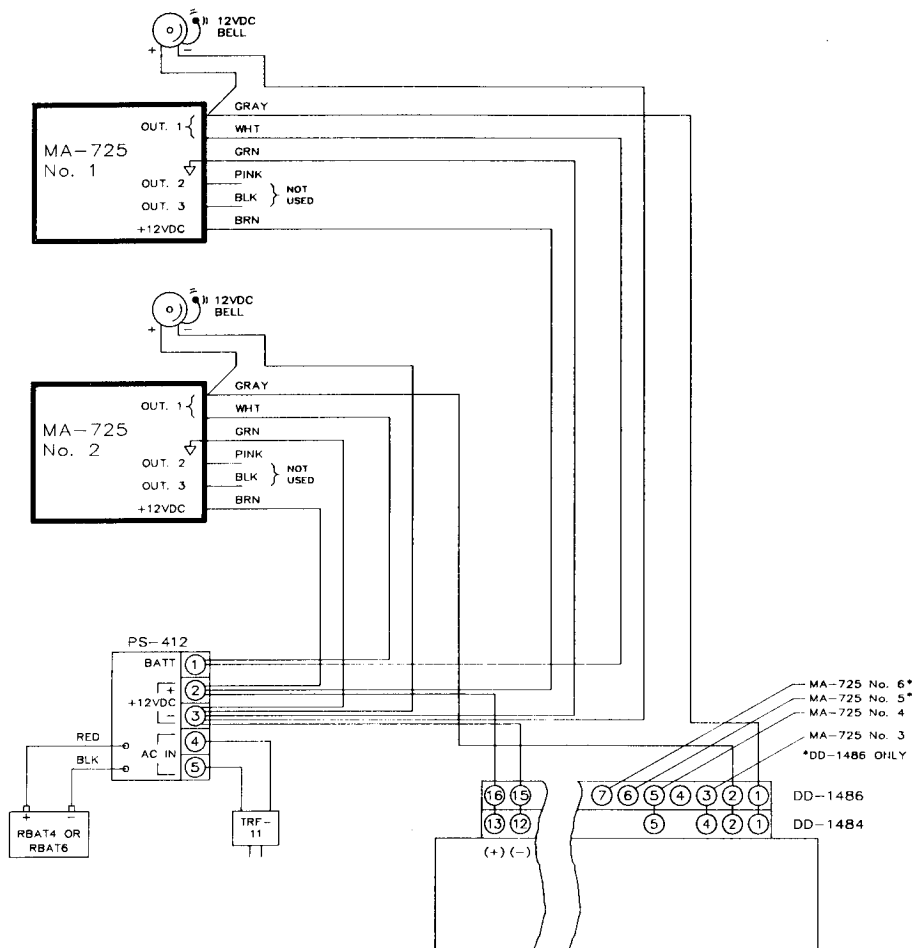 12VDC
BELL
+ −
GRAY
OUT. 1
WHT
MA-725
No. 1
GRN
PINK
OUT. 2
NOT
USED
BLK
OUT. 3
BRN
+12VDC
12VDC
BELL
+ −
GRAY
OUT. 1
WHT
MA-725
No. 2
GRN
PINK
OUT. 2
NOT
USED
BLK
OUT. 3
BRN
+12VDC
PS-412
BATT 1
+ 2
+12VDC
− 3
4
AC IN
5
RED
BLK
+ −
RBAT4 OR
RBAT6
TRF-
11
MA-725 No. 6*
MA-725 No. 5*
MA-725 No. 4
MA-725 No. 3
*DD-1486 ONLY
16 15 7 6 5 4 3 2 1 DD-1486
13 12 5 4 2 1 DD-1484
(+) (−)